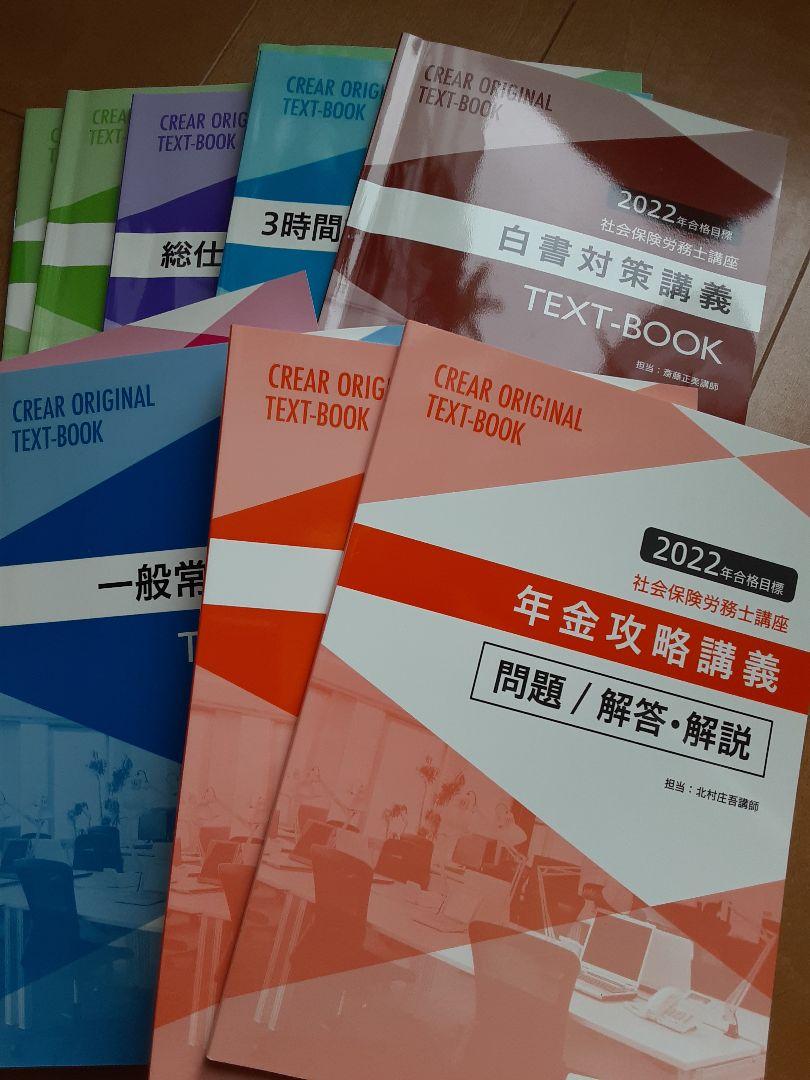 CREAR
TEXT-BOOK
CREAR ORIG
TEXT-BOOK
総仕
CREAR ORIGI
TEXT-BOOK
3時間
CREAR ORIGINAL
TEXT-BOOK
2022年合格目標
社会保険労務士講座
白書対策講義
TEXT-BOOK
担当：斎藤正美講師
CREAR ORIGINAL
TEXT-BOOK
一般常
T
CREAR ORIG
TEXT-BOOK
CREAR ORIGINAL
TEXT-BOOK
2022年合格目標
社会保険労務士講座
年金攻略講義
問題/解答・解説
担当：北村庄吾講師